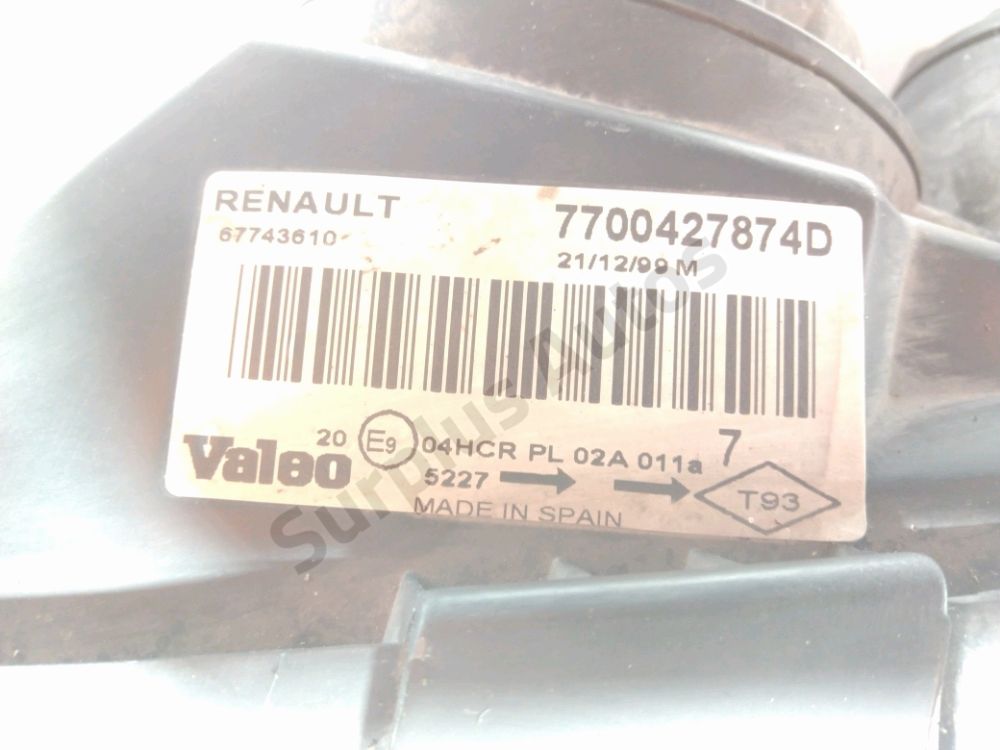 RENAULT 7700427874D
67743610
21/12/99 M
Valeo 20 E9 04HCR PL 02A 011a 7
5227
T93
MADE IN SPAIN
Surplus Autos